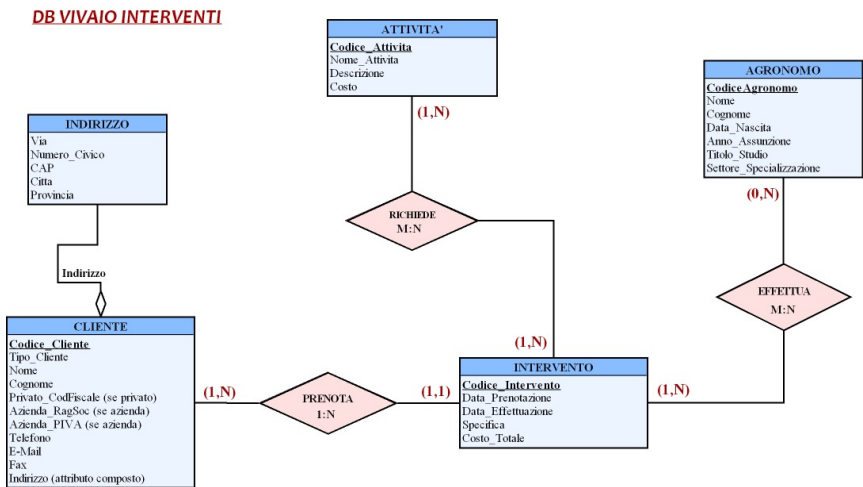 DB VIVAIO INTERVENTI
ATTIVITA'
Codice_Attivita
Nome_Attivita
Descrizione
Costo
(1,N)
AGRONOMO
CodiceAgronomo
Nome
Cognome
Data_Nascita
Anno_Assunzione
Titolo_Studio
Settore_Specializzazione
(0,N)
INDIRIZZO
Via
Numero_Civico
CAP
Citta
Provincia
RICHIEDE
M:N
Indirizzo
EFFETTUA
M:N
CLIENTE
Codice_Cliente
Tipo_Cliente
Nome
Cognome
Privato_CodFiscale (se privato)
Azienda_RagSoc (se azienda)
Azienda_PIVA (se azienda)
Telefono
E-Mail
Fax
Indirizzo (attributo composto)
(1,N)
PRENOTA
1:N
(1,1)
(1,N)
INTERVENTO
Codice_Intervento
Data_Prenotazione
Data_Effettuazione
Specifica
Costo_Totale
(1,N)